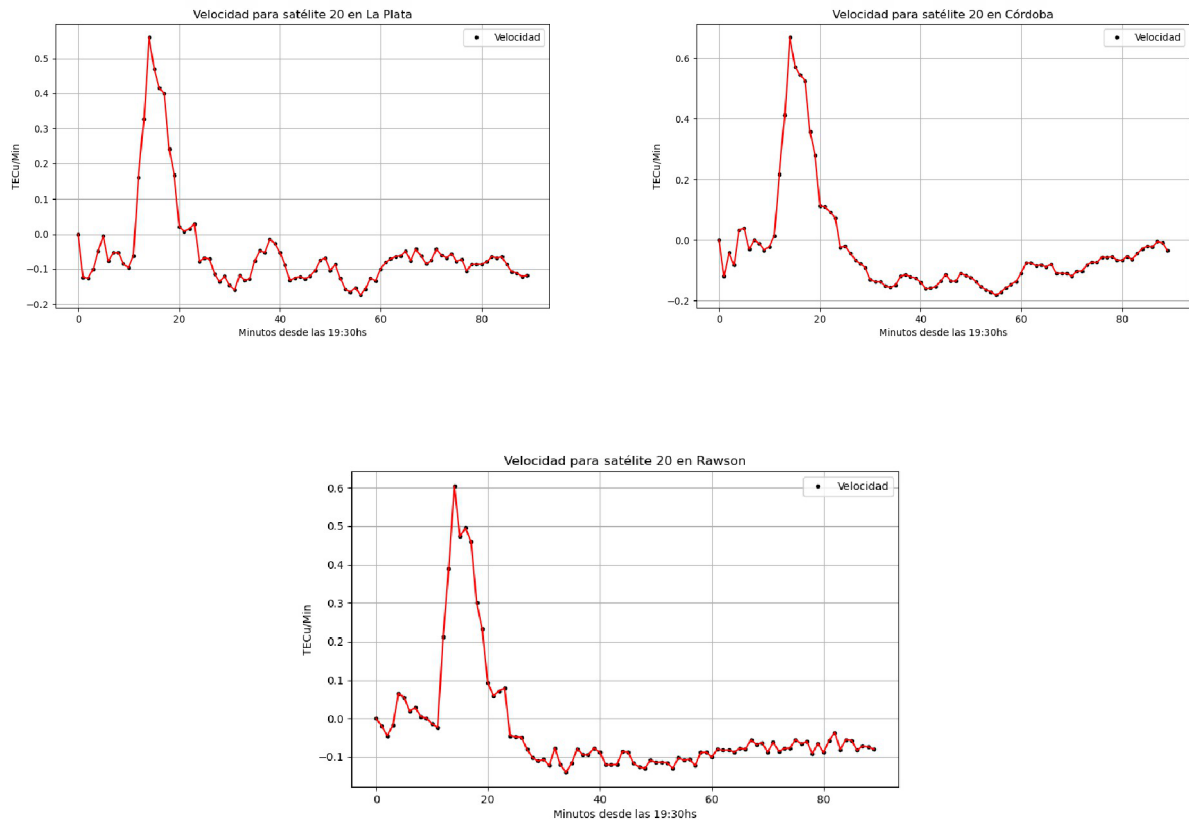 Velocidad para satélite 20 en La Plata
Velocidad
0.5
0.4
0.3
0.2
0.1
0.0
−0.1
−0.2
TECu/Min
0 20 40 60 80
Minutos desde las 19:30hs
Velocidad para satélite 20 en Córdoba
Velocidad
0.6
0.4
0.2
0.0
−0.2
TECu/Min
0 20 40 60 80
Minutos desde las 19:30hs
Velocidad para satélite 20 en Rawson
Velocidad
0.6
0.5
0.4
0.3
0.2
0.1
0.0
−0.1
TECu/Min
0 20 40 60 80
Minutos desde las 19:30hs